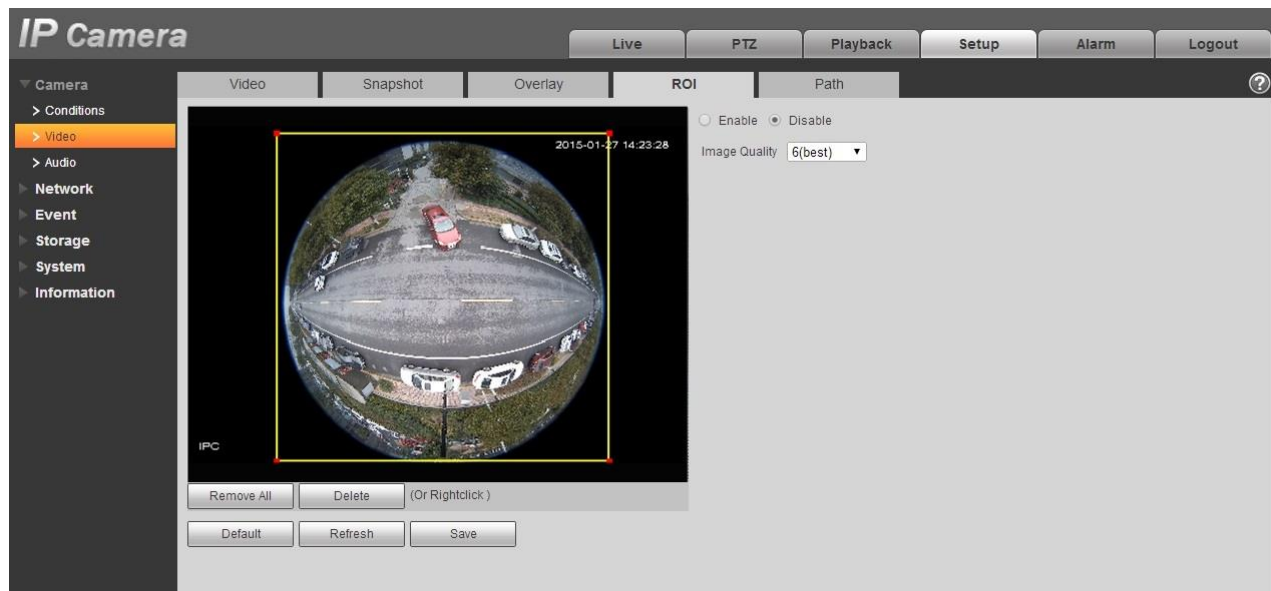 IP Camera
Live
PTZ
Playback
Setup
Alarm
Logout
Camera
> Conditions
> Video
> Audio
Network
Event
Storage
System
Information
Video
Snapshot
Overlay
ROI
Path
?
2015-01-27 14:23:28
IPC
Enable
Disable
Image Quality 6(best)
Remove All
Delete
(Or Rightclick )
Default
Refresh
Save